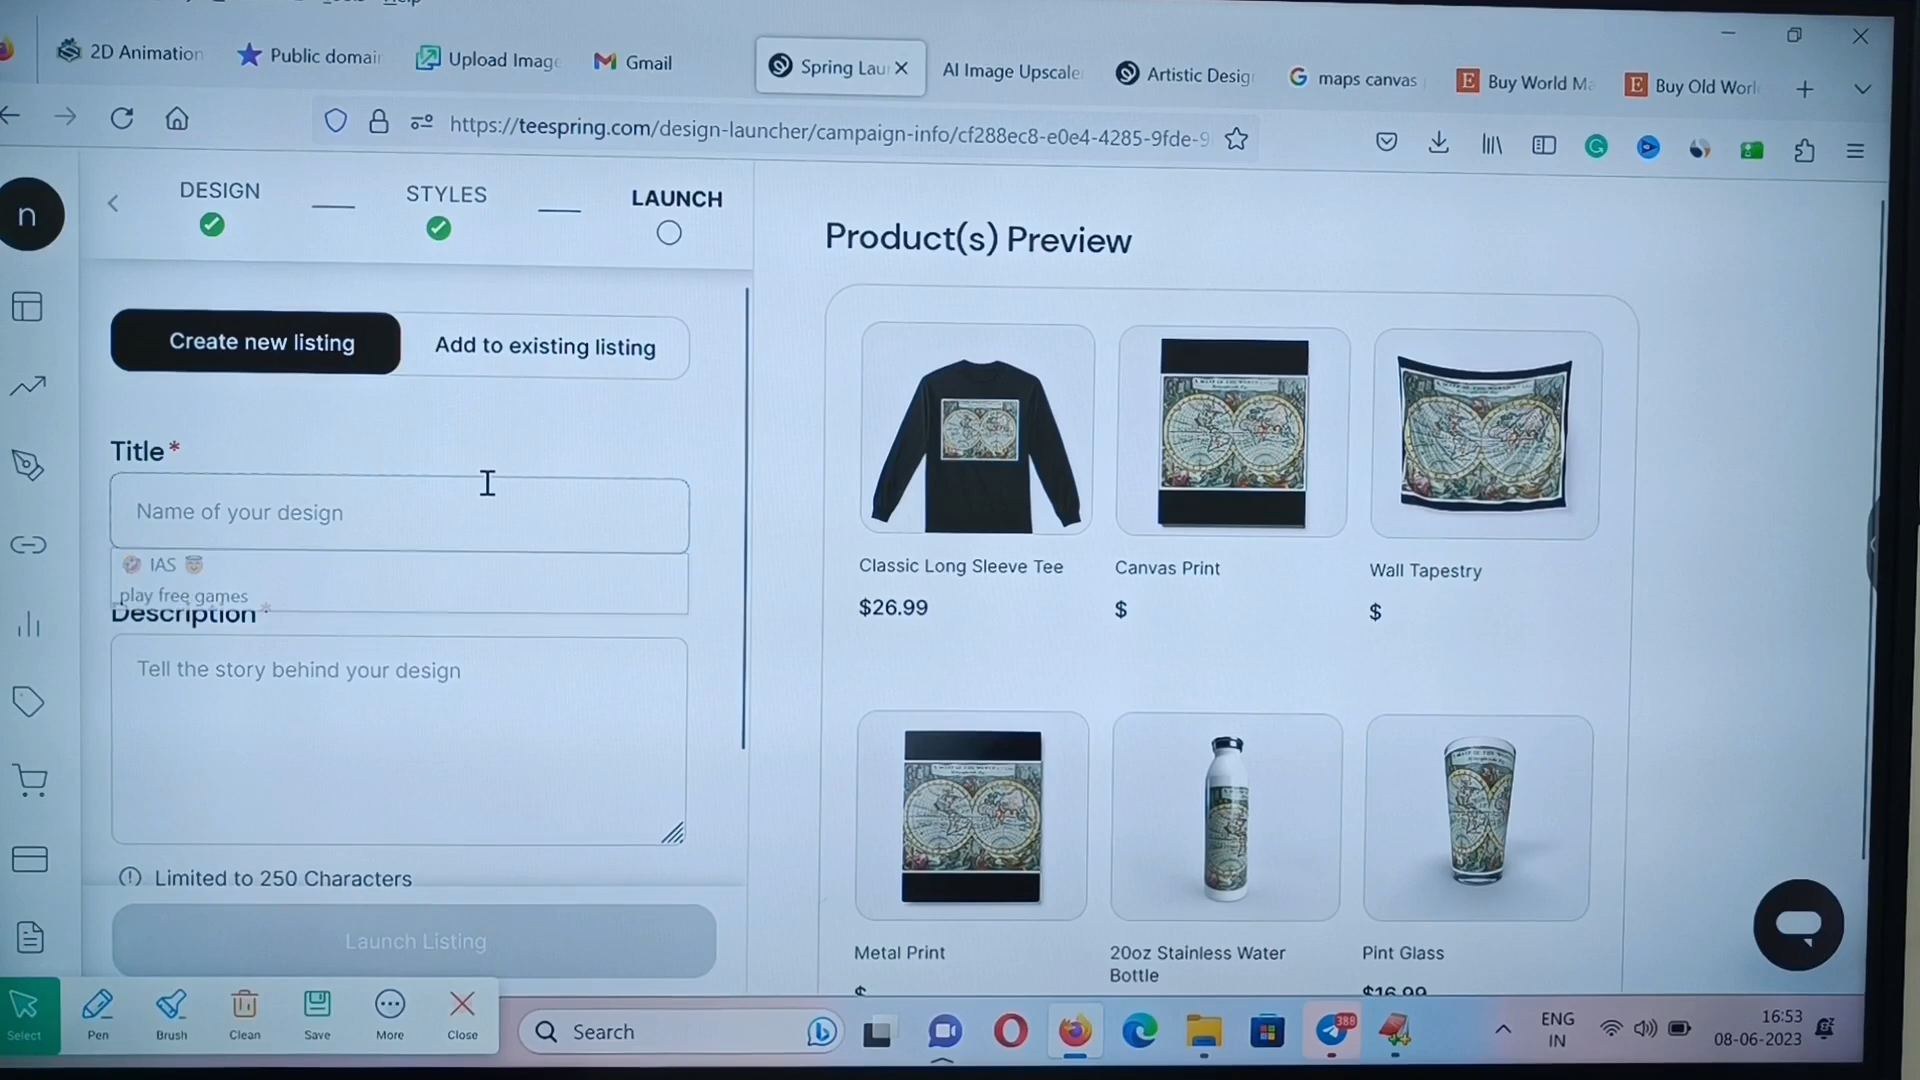 Help
2D Animation
Public domain
Upload Image
Gmail
Spring Lau
AI Image Upscale
Artistic Desig
maps canvas
Buy World Ma
Buy Old Worl
https://teespring.com/design-launcher/campaign-info/cf288ec8-e0e4-4285-9fde-9
n
DESIGN
STYLES
LAUNCH
Product(s) Preview
Create new listing
Add to existing listing
Title *
Name of your design
IAS
play free games
Description *
Tell the story behind your design
Limited to 250 Characters
Launch Listing
Classic Long Sleeve Tee
$26.99
Canvas Print
$
Wall Tapestry
$
Metal Print
$
20oz Stainless Water
Bottle
Pint Glass
$16.99
Select
Pen
Brush
Clean
Save
More
Close
Search
388
ENG
IN
16:53
08-06-2023